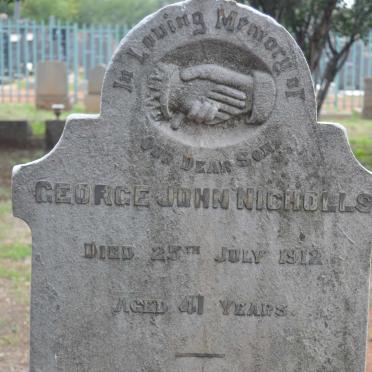 In Loving Memory of
Our Dear Son
GEORGE JOHN NICHOLLS
DIED 25TH JULY 1912
AGED 41 YEARS.